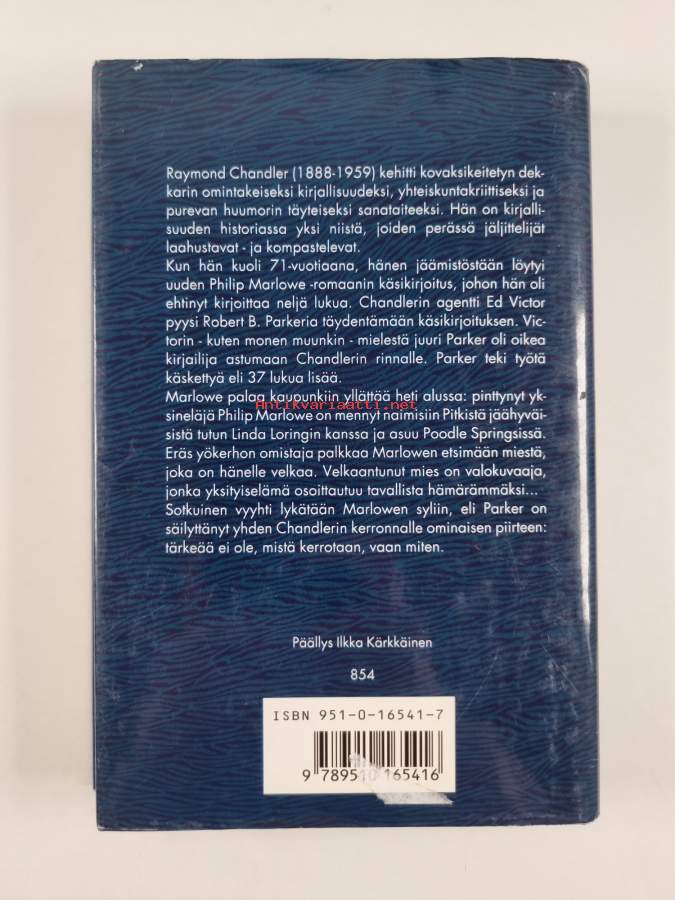 Raymond Chandler (1888-1959) kehitti kovaksikeitetyn dek-
karin omintakeiseksi kirjallisuudeksi, yhteiskuntakriittiseksi ja
purevan huumorin täyteiseksi sanataiteeksi. Hän on kirjalli-
suuden historiassa yksi niistä, joiden perässä jäljittelijät
laahustavat - ja kompastelevat.
Kun hän kuoli 71-vuotiaana, hänen jäämistöstään löytyi
uuden Philip Marlowe -romaanin käsikirjoitus, johon hän oli
ehtinyt kirjoittaa neljä lukua. Chandlerin agentti Ed Victor
pyysi Robert B. Parkeria täydentämään käsikirjoituksen. Vic-
torin - kuten monen muunkin - mielestä juuri Parker oli oikea
kirjailija astumaan Chandlerin rinnalle. Parker teki työtä
käskettyä eli 37 lukua lisää.
Marlowe palaa kaupunkiin yllättää heti alussa: pinttynyt yk-
Antikvariaatti.net
sineläjä Philip Marlowe on mennyt naimisiin Pitkistä jäähyväi-
sistä tutun Linda Loringin kanssa ja asuu Poodle Springsissä.
Eräs yökerhon omistaja palkkaa Marlowen etsimään miestä,
joka on hänelle velkaa. Velkaantunut mies on valokuvaaja,
jonka yksityiselämä osoittautuu tavallista hämärämmäksi...
Sotkuinen vyyhti lykätään Marlowen syliin, eli Parker on
säilyttänyt yhden Chandlerin kerronnalle ominaisen piirteen:
tärkeää ei ole, mistä kerrotaan, vaan miten.
Päällys Ilkka Kärkkäinen
854
ISBN 951-0-16541-7
9 789510 165416